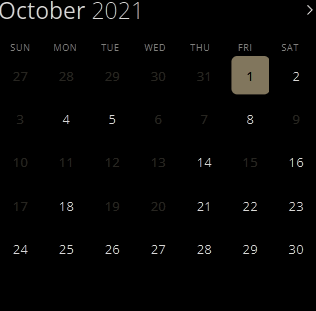 October 2021 >
SUN MON TUE WED THU FRI SAT
27 28 29 30 31 1 2
3 4 5 6 7 8 9
10 11 12 13 14 15 16
17 18 19 20 21 22 23
24 25 26 27 28 29 30